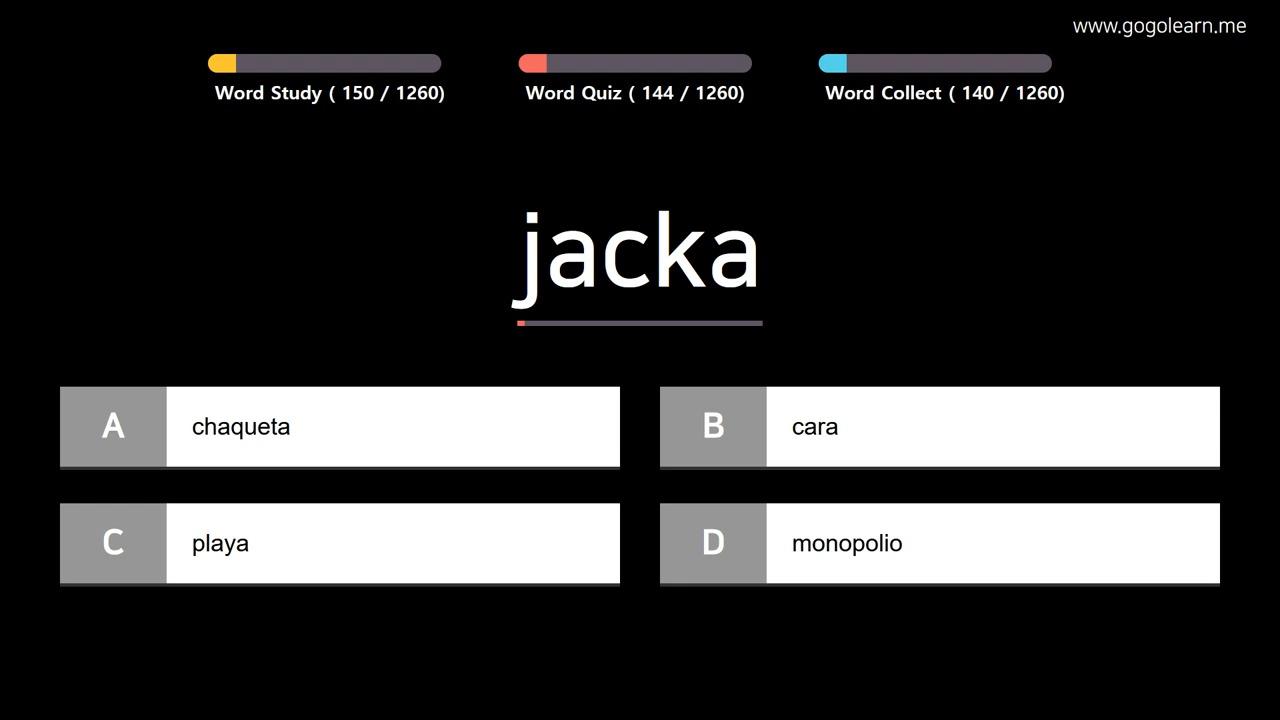 www.gogolearn.me
Word Study ( 150 / 1260)
Word Quiz ( 144 / 1260)
Word Collect ( 140 / 1260)
jacka
A chaqueta
B cara
C playa
D monopolio